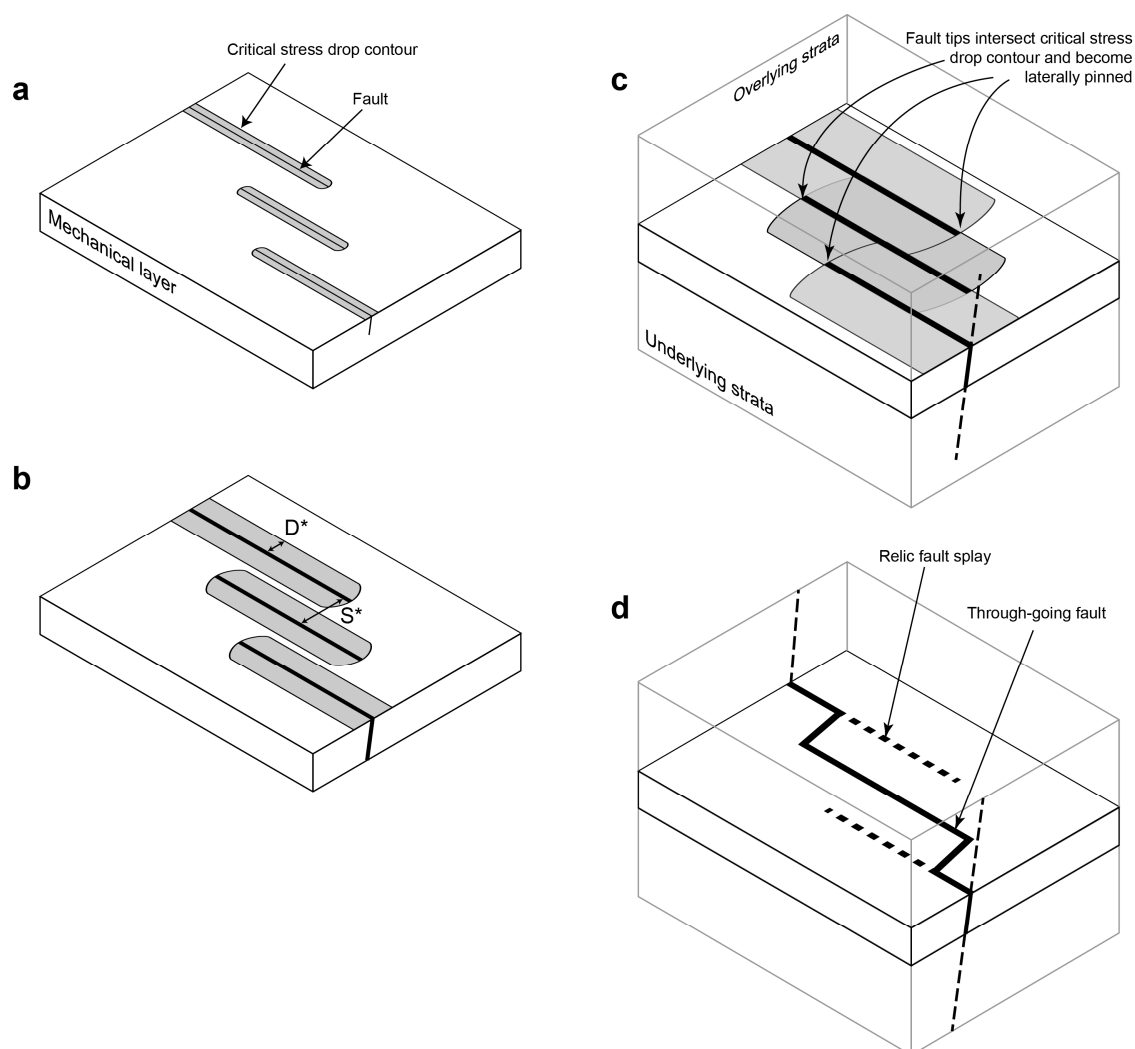 a
Critical stress drop contour
Fault
Mechanical layer
b
D*
S*
c
Fault tips intersect critical stress
drop contour and become
laterally pinned
Overlying strata
Underlying strata
d
Relic fault splay
Through-going fault